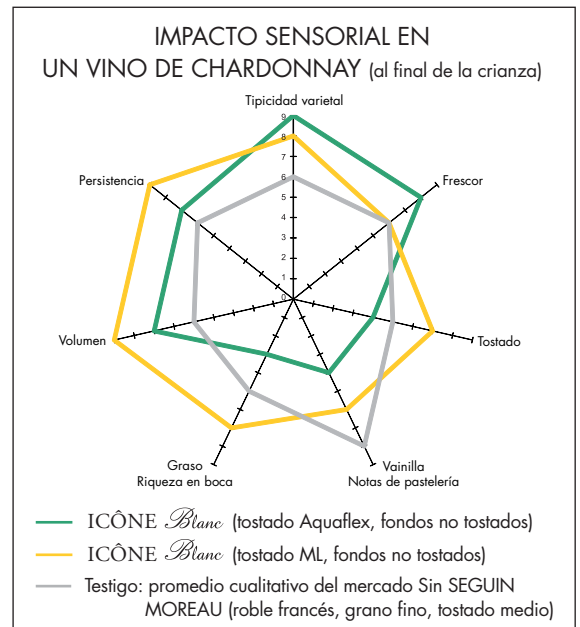 IMPACTO SENSORIAL EN
UN VINO DE CHARDONNAY (al final de la crianza)
Tipicidad varietal
9
8
7
6
5
4
3
2
1
0
Persistencia
Frescor
Volumen
Tostado
Graso
Riqueza en boca
Vainilla
Notas de pastelería
ICÔNE Blanc (tostado Aquaflex, fondos no tostados)
ICÔNE Blanc (tostado ML, fondos no tostados)
Testigo: promedio cualitativo del mercado Sin SEGUIN
MOREAU (roble francés, grano fino, tostado medio)